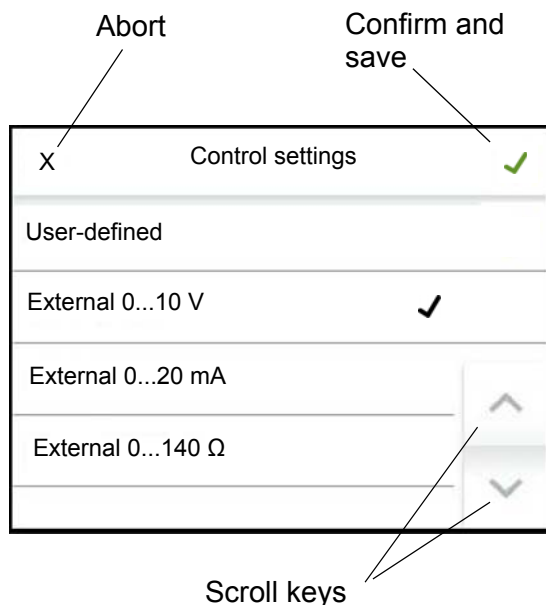 Abort
Confirm and
save
X
Control settings
User-defined
External 0...10 V
External 0...20 mA
External 0...140 Ω
Scroll keys